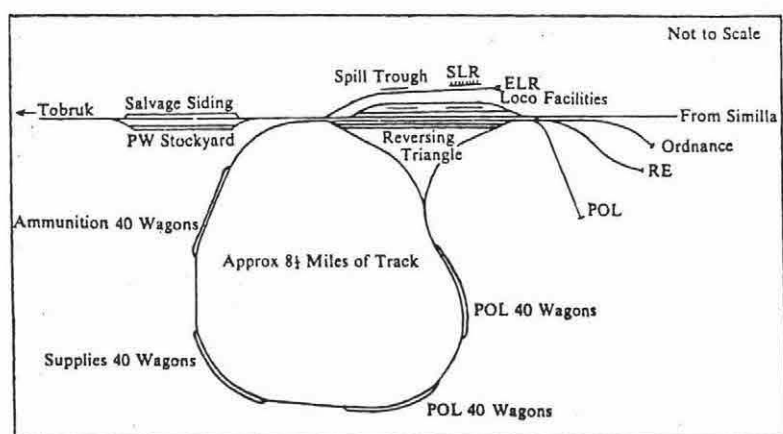 Not to Scale
Spill Trough
SLR
ELR
Loco Facilities
Salvage Siding
← Tobruk
From Similla
PW Stockyard
Reversing
Triangle
Ordnance
RE
POL
Ammunition 40 Wagons
Approx 8½ Miles of Track
POL 40 Wagons
Supplies 40 Wagons
POL 40 Wagons